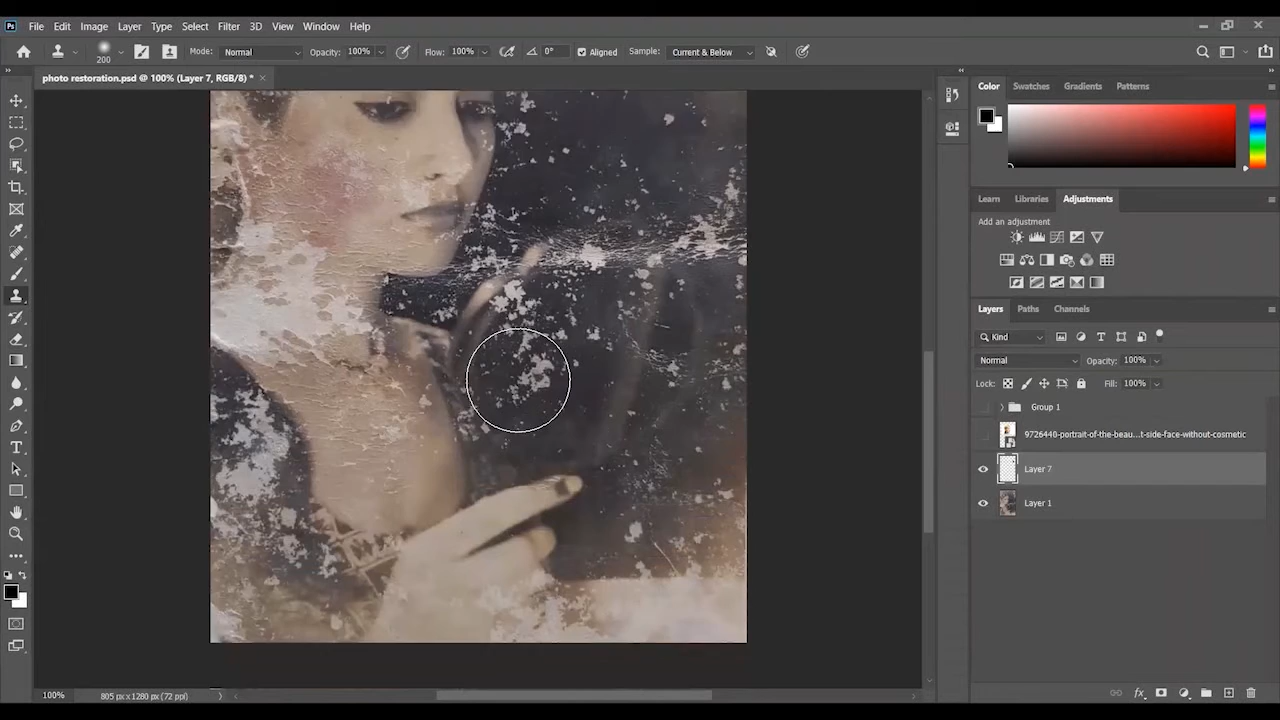 Ps File Edit Image Layer Type Select Filter 3D View Window Help
200 Mode: Normal Opacity: 100% Flow: 100% 0° Aligned Sample: Current & Below
photo restoration.psd @ 100% (Layer 7, RGB/8) *
Color Swatches Gradients Patterns
Learn Libraries Adjustments
Add an adjustment
Layers Paths Channels
Kind
Normal Opacity: 100%
Lock: Fill: 100%
Group 1
9726440-portrait-of-the-beau...t-side-face-without-cosmetic
Layer 7
Layer 1
100% 805 px x 1280 px (72 ppi)
fx